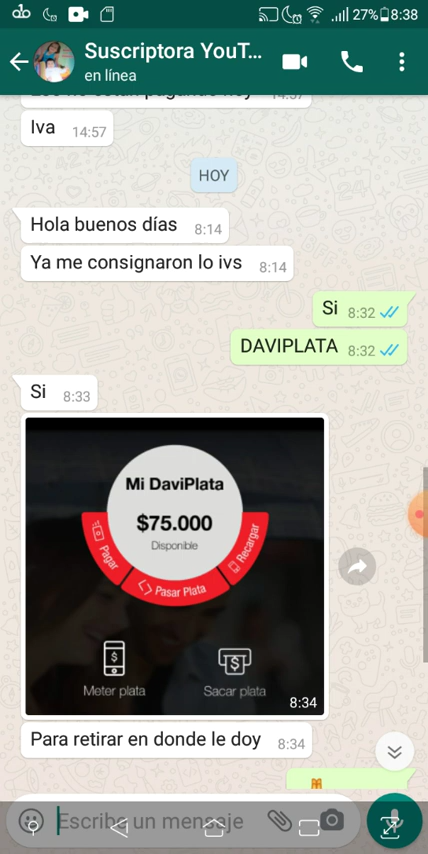 27% 8:38
Suscriptora YouT...
en línea
14:57
Iva 14:57
HOY
Hola buenos días 8:14
Ya me consignaron lo ivs 8:14
Si 8:32
DAVIPLATA 8:32
Si 8:33
Mi DaviPlata
$75.000
Disponible
Pagar
Pasar Plata
Recargar
Meter plata
Sacar plata
8:34
Para retirar en donde le doy 8:34
Escribe un mensaje